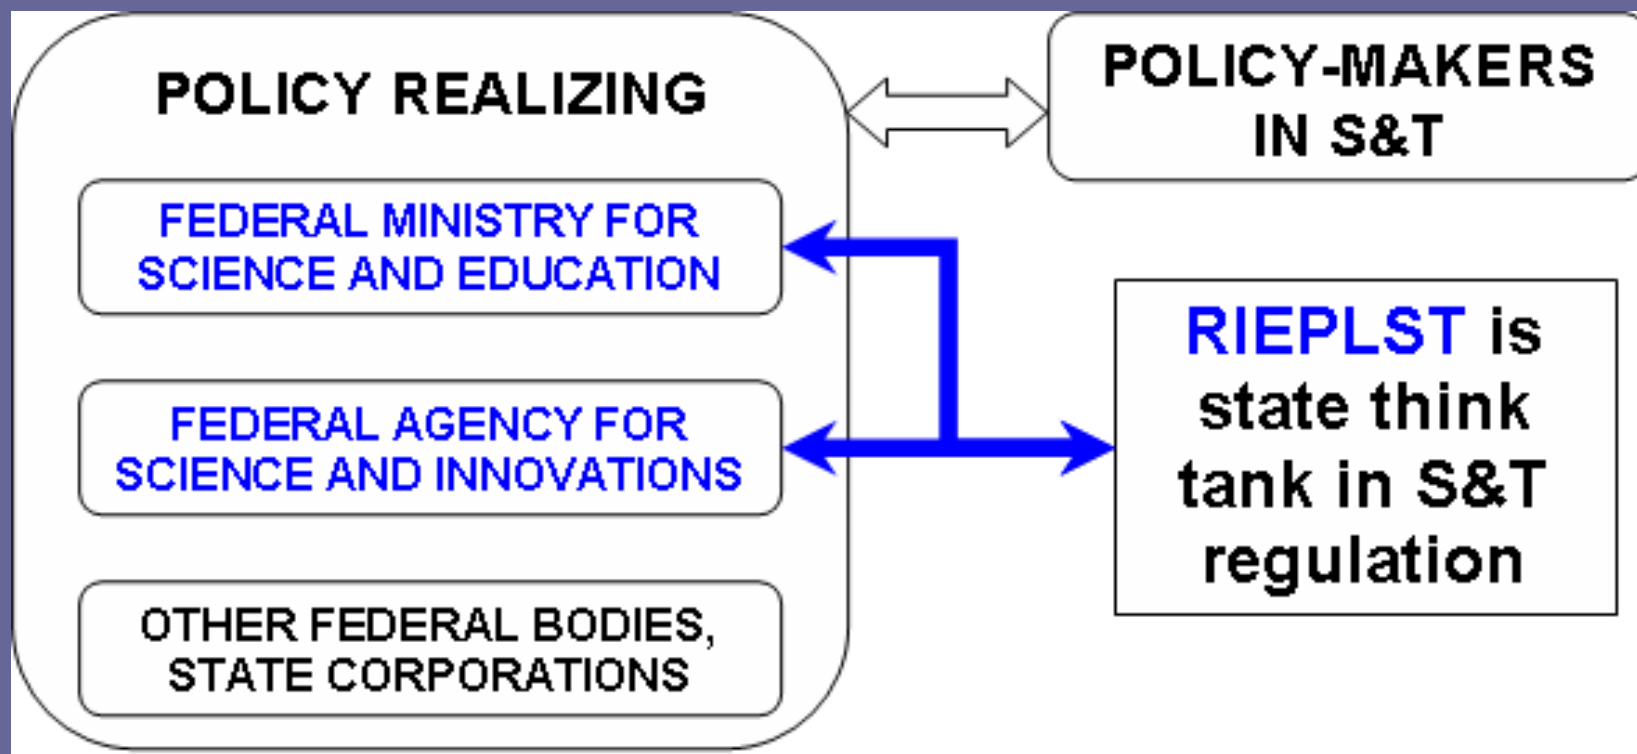 POLICY REALIZING
FEDERAL MINISTRY FOR
SCIENCE AND EDUCATION
FEDERAL AGENCY FOR
SCIENCE AND INNOVATIONS
OTHER FEDERAL BODIES,
STATE CORPORATIONS
POLICY-MAKERS
IN S&T
RIEPLST is
state think
tank in S&T
regulation